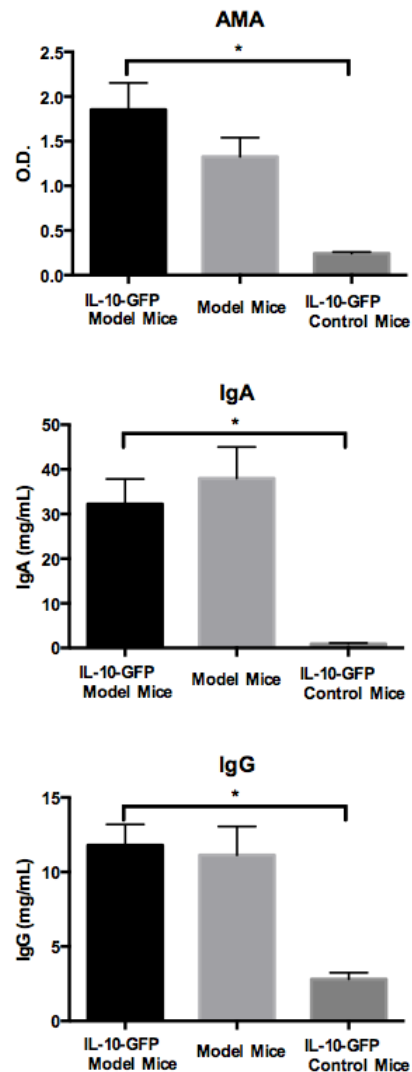 AMA
*
2.5
2.0
1.5
1.0
0.5
0.0
O.D.
IL-10-GFP Model Mice IL-10-GFP
Model Mice Control Mice
IgA
*
50
40
30
20
10
0
IgA (mg/mL)
IL-10-GFP Model Mice IL-10-GFP
Model Mice Control Mice
IgG
*
15
10
5
0
IgG (mg/mL)
IL-10-GFP Model Mice IL-10-GFP
Model Mice Control Mice